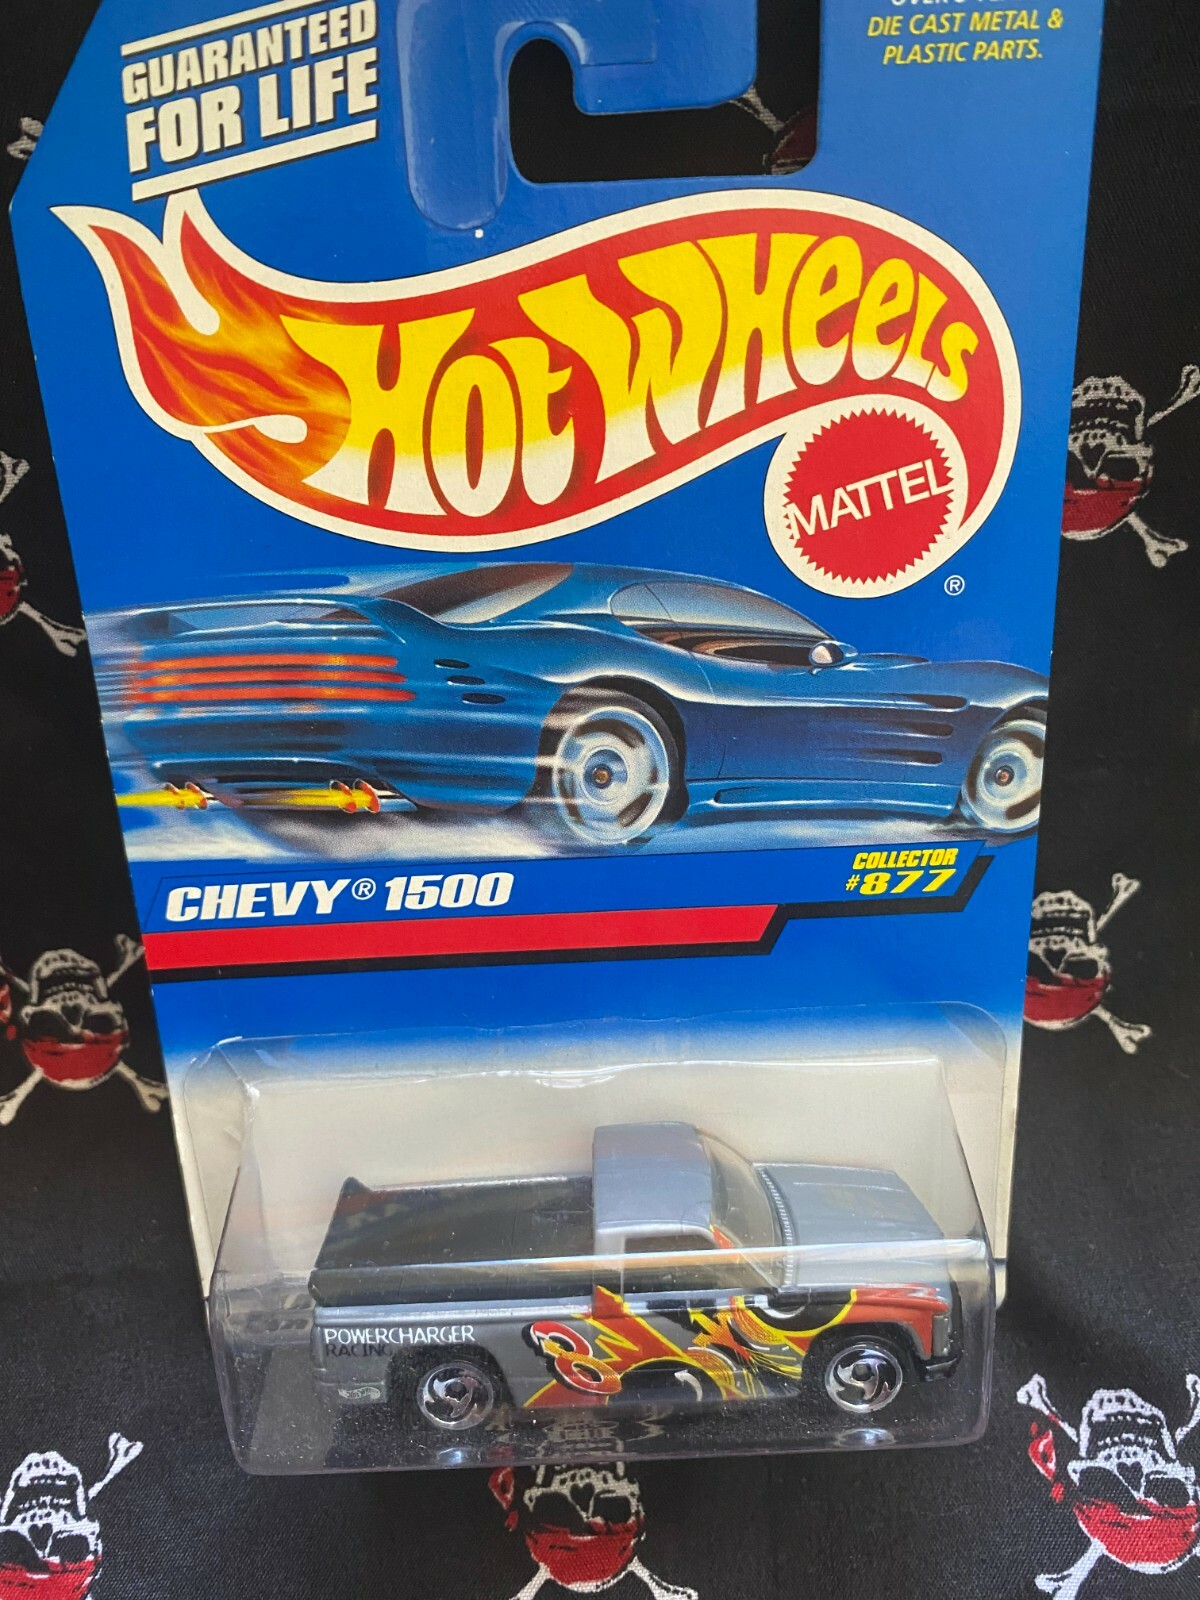 GUARANTEED
FOR LIFE
DIE CAST METAL &
PLASTIC PARTS.
HOT WHEELS
MATTEL
®
CHEVY® 1500
COLLECTOR
#877
POWERCHARGER
RACING